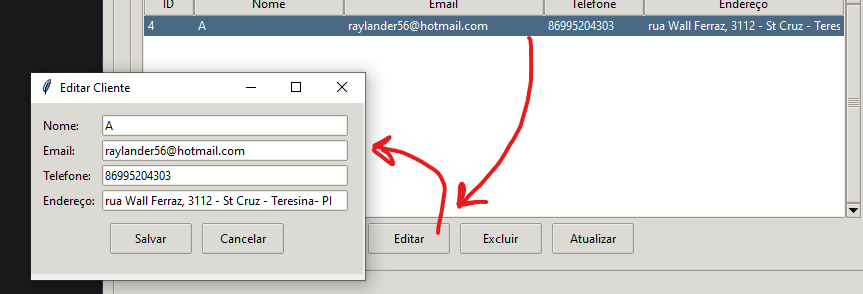 ID Nome Email Telefone Endereço
4 A raylander56@hotmail.com 86995204303 rua Wall Ferraz, 3112 - St Cruz - Teres
Editar Cliente
Nome: A
Email: raylander56@hotmail.com
Telefone: 86995204303
Endereço: rua Wall Ferraz, 3112 - St Cruz - Teresina- PI
Salvar Cancelar Editar Excluir Atualizar